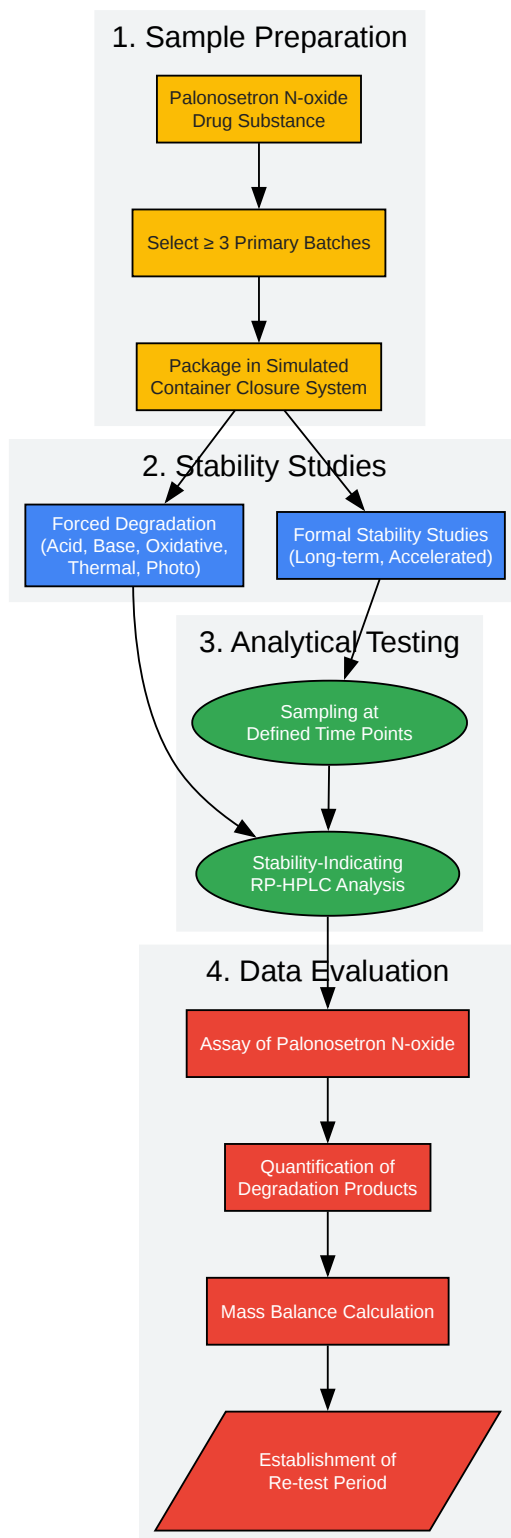 1. Sample Preparation
Palonosetron N-oxide
Drug Substance
Select ≥ 3 Primary Batches
Package in Simulated
Container Closure System
2. Stability Studies
Forced Degradation
(Acid, Base, Oxidative,
Thermal, Photo)
Formal Stability Studies
(Long-term, Accelerated)
3. Analytical Testing
Sampling at
Defined Time Points
Stability-Indicating
RP-HPLC Analysis
4. Data Evaluation
Assay of Palonosetron N-oxide
Quantification of
Degradation Products
Mass Balance Calculation
Establishment of
Re-test Period